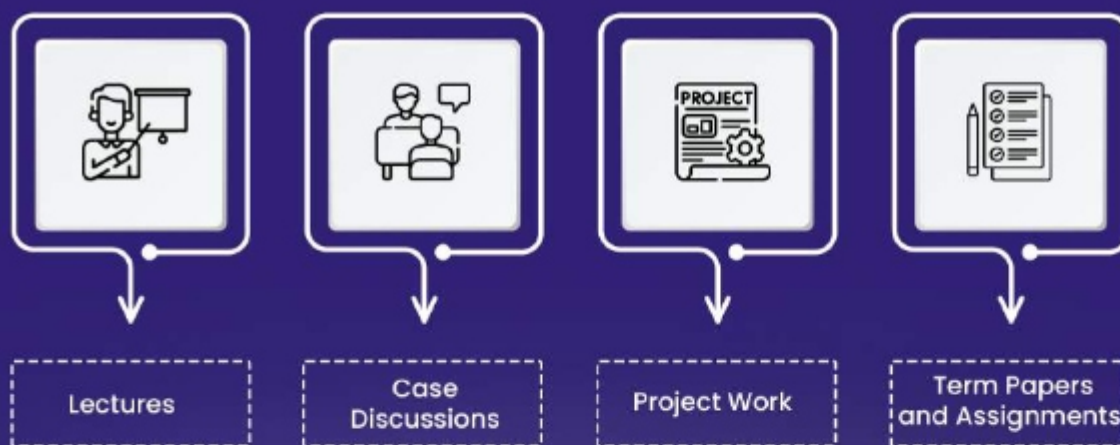 PROJECT
Lectures
Case
Discussions
Project Work
Term Papers
and Assignments